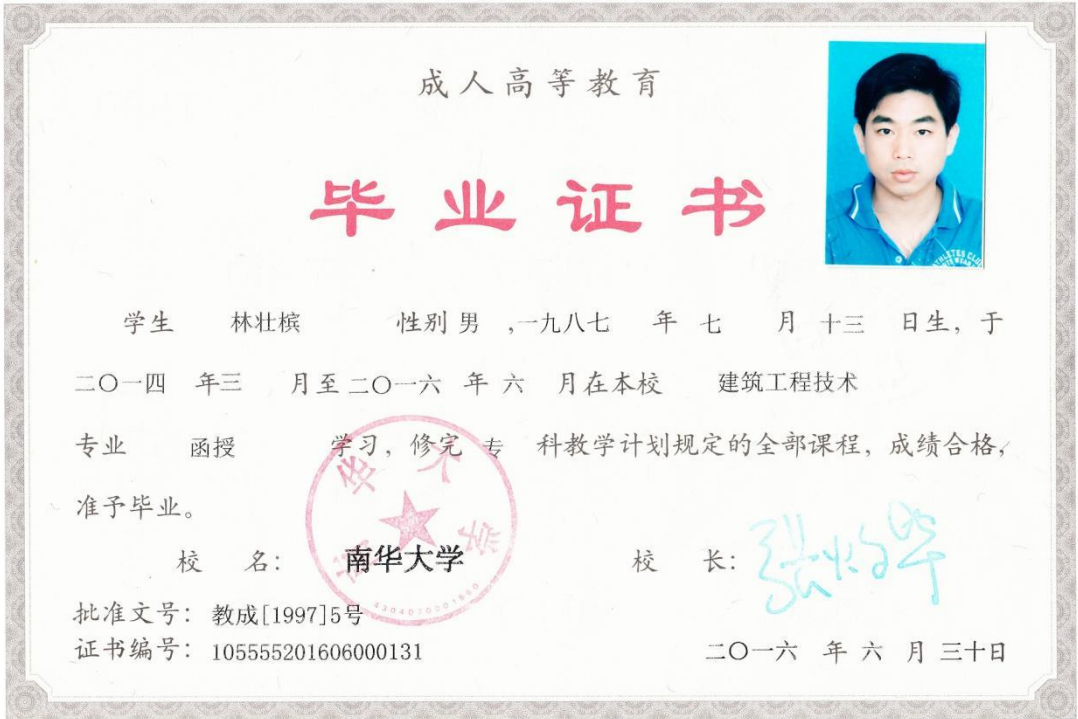 成人高等教育
毕业证书
学生 林壮槟 性别 男 ,一九八七 年 七 月 十三 日生, 于
二〇一四 年三 月至二〇一六 年 六 月在本校 建筑工程技术
专业 函授 学习, 修完 专 科教学计划规定的全部课程, 成绩合格,
准予毕业。
校 名: 南华大学 校 长:
批准文号: 教成[1997]5号
证书编号: 105555201606000131
二〇一六 年 六 月 三十日
南华大学